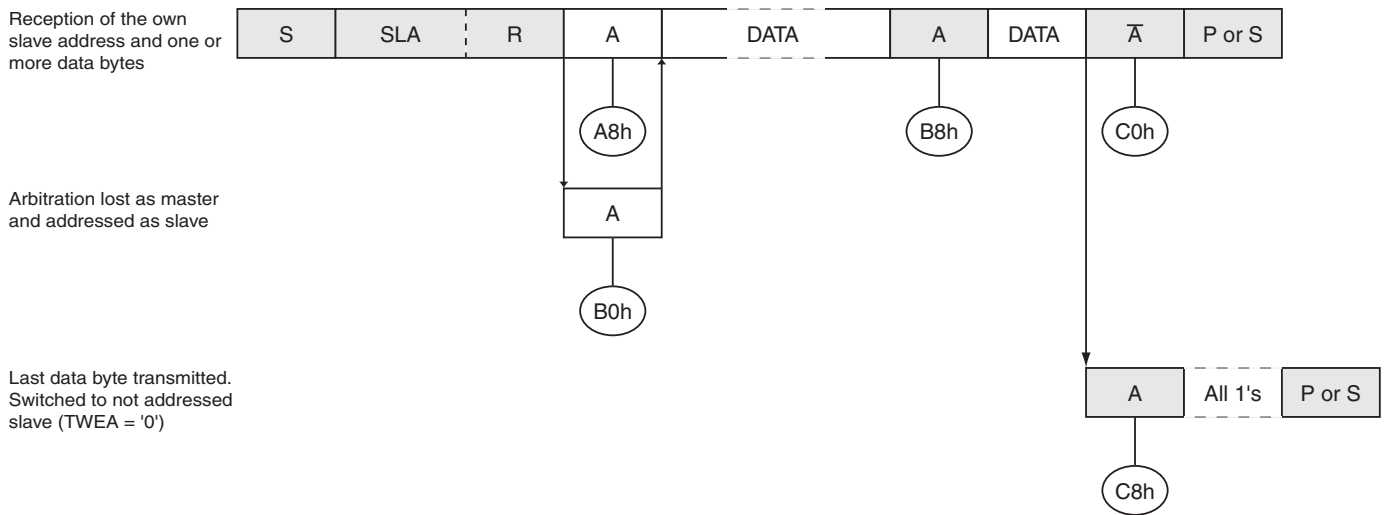 Reception of the own
slave address and one or
more data bytes
S SLA R A DATA A DATA A̅ P or S
A8h B8h C0h
Arbitration lost as master
and addressed as slave
A
B0h
Last data byte transmitted.
Switched to not addressed
slave (TWEA = '0')
A All 1's P or S
C8h